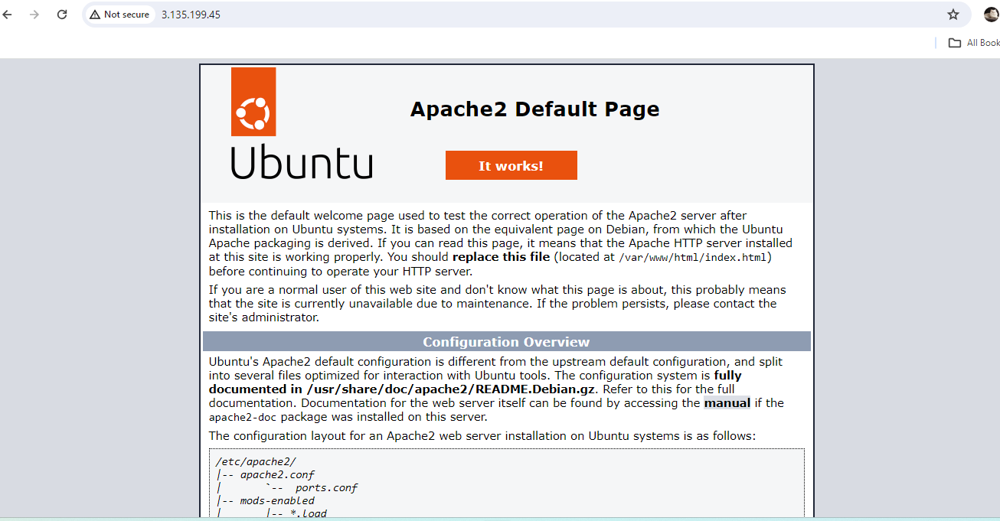 Not secure 3.135.199.45
All Book
Apache2 Default Page
Ubuntu
It works!
This is the default welcome page used to test the correct operation of the Apache2 server after
installation on Ubuntu systems. It is based on the equivalent page on Debian, from which the Ubuntu
Apache packaging is derived. If you can read this page, it means that the Apache HTTP server installed
at this site is working properly. You should replace this file (located at /var/www/html/index.html)
before continuing to operate your HTTP server.
If you are a normal user of this web site and don't know what this page is about, this probably means
that the site is currently unavailable due to maintenance. If the problem persists, please contact the
site's administrator.
Configuration Overview
Ubuntu's Apache2 default configuration is different from the upstream default configuration, and split
into several files optimized for interaction with Ubuntu tools. The configuration system is fully
documented in /usr/share/doc/apache2/README.Debian.gz. Refer to this for the full
documentation. Documentation for the web server itself can be found by accessing the manual if the
apache2-doc package was installed on this server.
The configuration layout for an Apache2 web server installation on Ubuntu systems is as follows:
/etc/apache2/
|-- apache2.conf
|       `--  ports.conf
|-- mods-enabled
|       |-- *.load